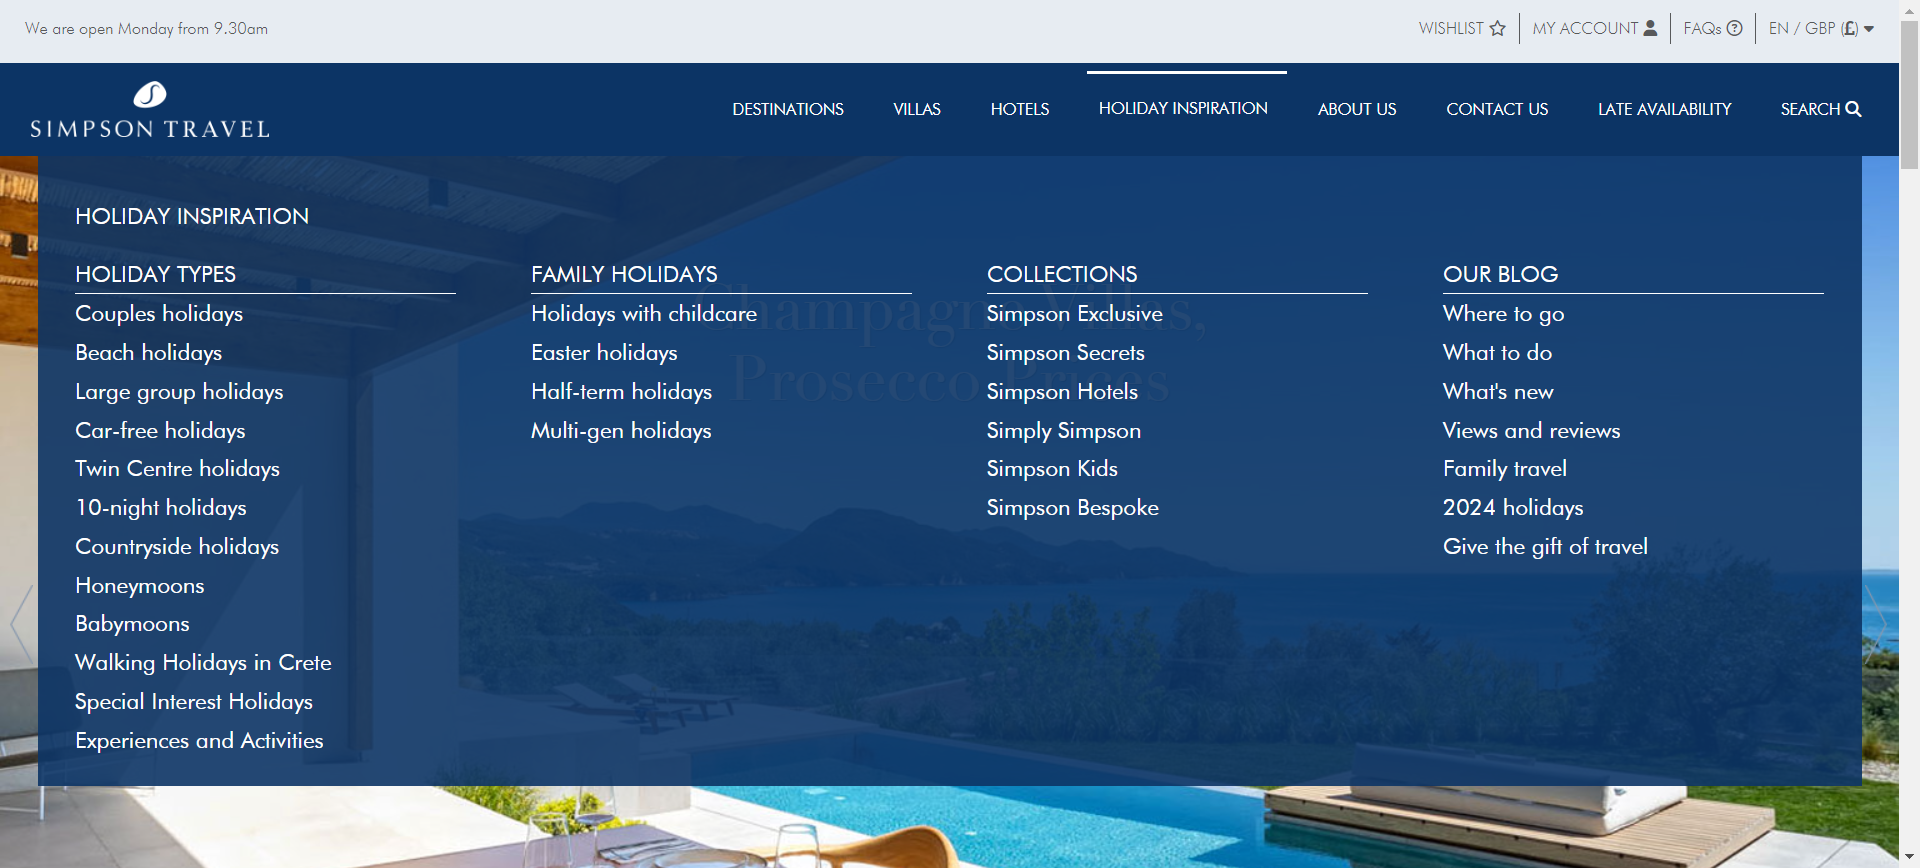 We are open Monday from 9.30am
WISHLIST
MY ACCOUNT
FAQs
EN / GBP (£)
SIMPSON TRAVEL
DESTINATIONS
VILLAS
HOTELS
HOLIDAY INSPIRATION
ABOUT US
CONTACT US
LATE AVAILABILITY
SEARCH
HOLIDAY INSPIRATION
HOLIDAY TYPES
Couples holidays
Beach holidays
Large group holidays
Car-free holidays
Twin Centre holidays
10-night holidays
Countryside holidays
Honeymoons
Babymoons
Walking Holidays in Crete
Special Interest Holidays
Experiences and Activities
FAMILY HOLIDAYS
Holidays with childcare
Easter holidays
Half-term holidays
Multi-gen holidays
COLLECTIONS
Simpson Exclusive
Simpson Secrets
Simpson Hotels
Simply Simpson
Simpson Kids
Simpson Bespoke
OUR BLOG
Where to go
What to do
What's new
Views and reviews
Family travel
2024 holidays
Give the gift of travel
Champagne Villas,
Prosecco Prices